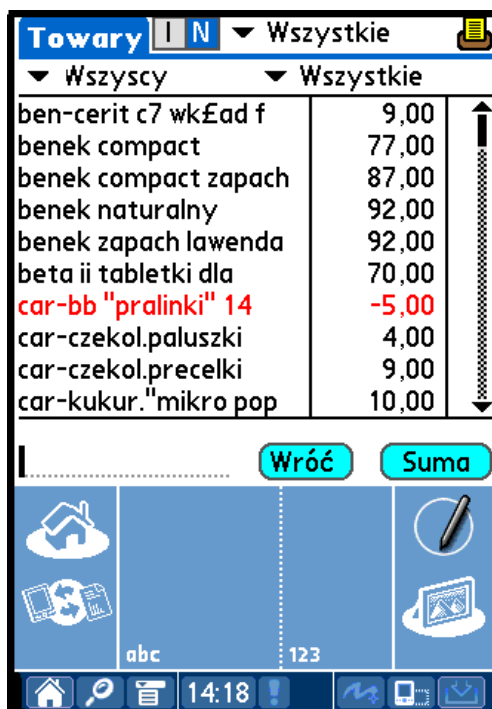 Towary I N Wszystkie
Wszyscy Wszystkie
ben-cerit c7 wk£ad f 9,00
benek compact 77,00
benek compact zapach 87,00
benek naturalny 92,00
benek zapach lawenda 92,00
beta ii tabletki dla 70,00
car-bb "pralinki" 14 -5,00
car-czekol.paluszki 4,00
car-czekol.precelki 9,00
car-kukur."mikro pop 10,00
Wróć Suma
abc 123
14:18